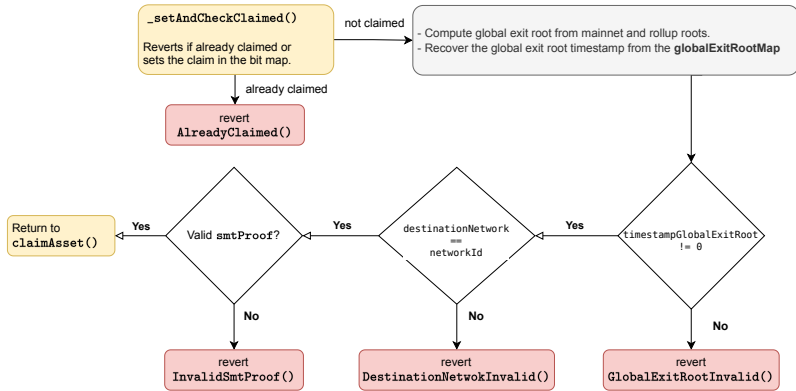 _setAndCheckClaimed()
Reverts if already claimed or
sets the claim in the bit map.
not claimed
- Compute global exit root from mainnet and rollup roots.
- Recover the global exit root timestamp from the globalExitRootMap
already claimed
revert
AlreadyClaimed()
timestampGlobalExitRoot
!= 0
Yes
destinationNetwork
==
networkId
Yes
Valid smtProof?
Yes
Return to
claimAsset()
No
No
No
revert
InvalidSmtProof()
revert
DestinationNetwokInvalid()
revert
GlobalExitRootInvalid()